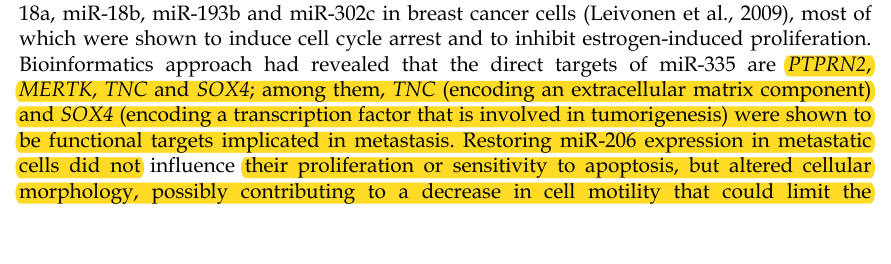 18a, miR-18b, miR-193b and miR-302c in breast cancer cells (Leivonen et al., 2009), most of
which were shown to induce cell cycle arrest and to inhibit estrogen-induced proliferation.
Bioinformatics approach had revealed that the direct targets of miR-335 are PTPRN2,
MERTK, TNC and SOX4; among them, TNC (encoding an extracellular matrix component)
and SOX4 (encoding a transcription factor that is involved in tumorigenesis) were shown to
be functional targets implicated in metastasis. Restoring miR-206 expression in metastatic
cells did not influence their proliferation or sensitivity to apoptosis, but altered cellular
morphology, possibly contributing to a decrease in cell motility that could limit the